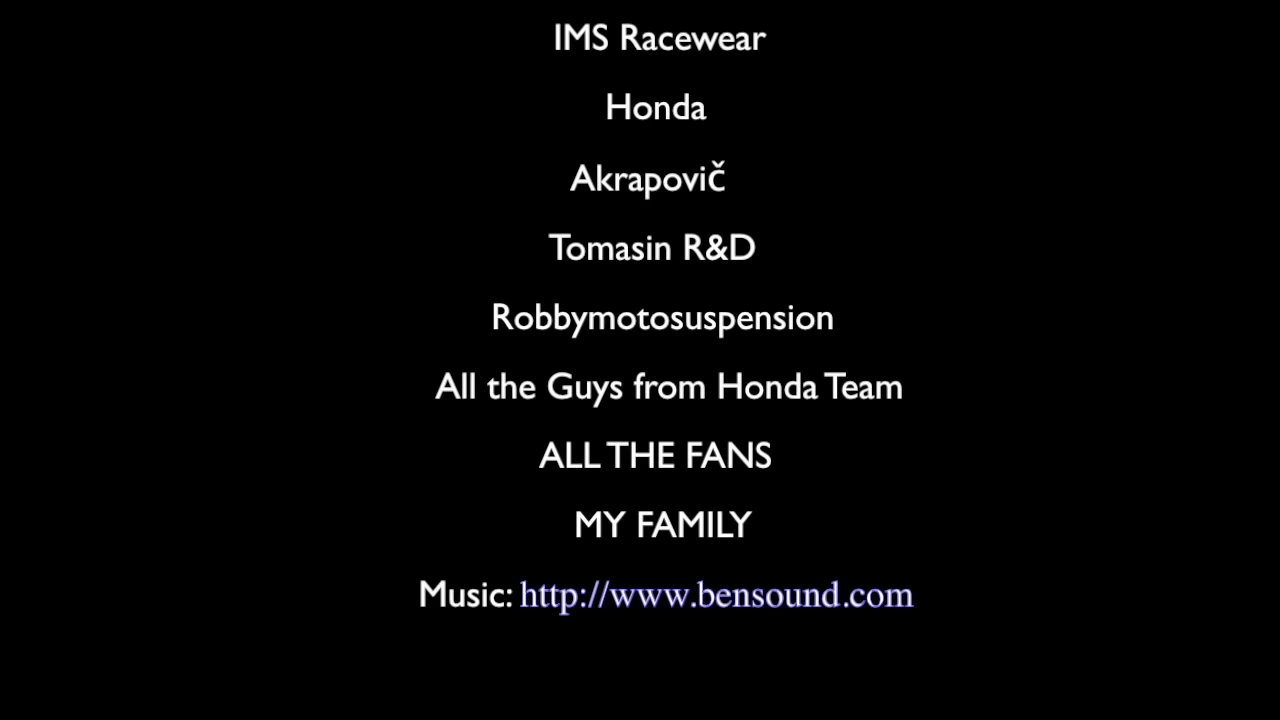 IMS Racewear
Honda
Akrapovič
Tomasin R&D
Robbymotosuspension
All the Guys from Honda Team
ALL THE FANS
MY FAMILY
Music: http://www.bensound.com